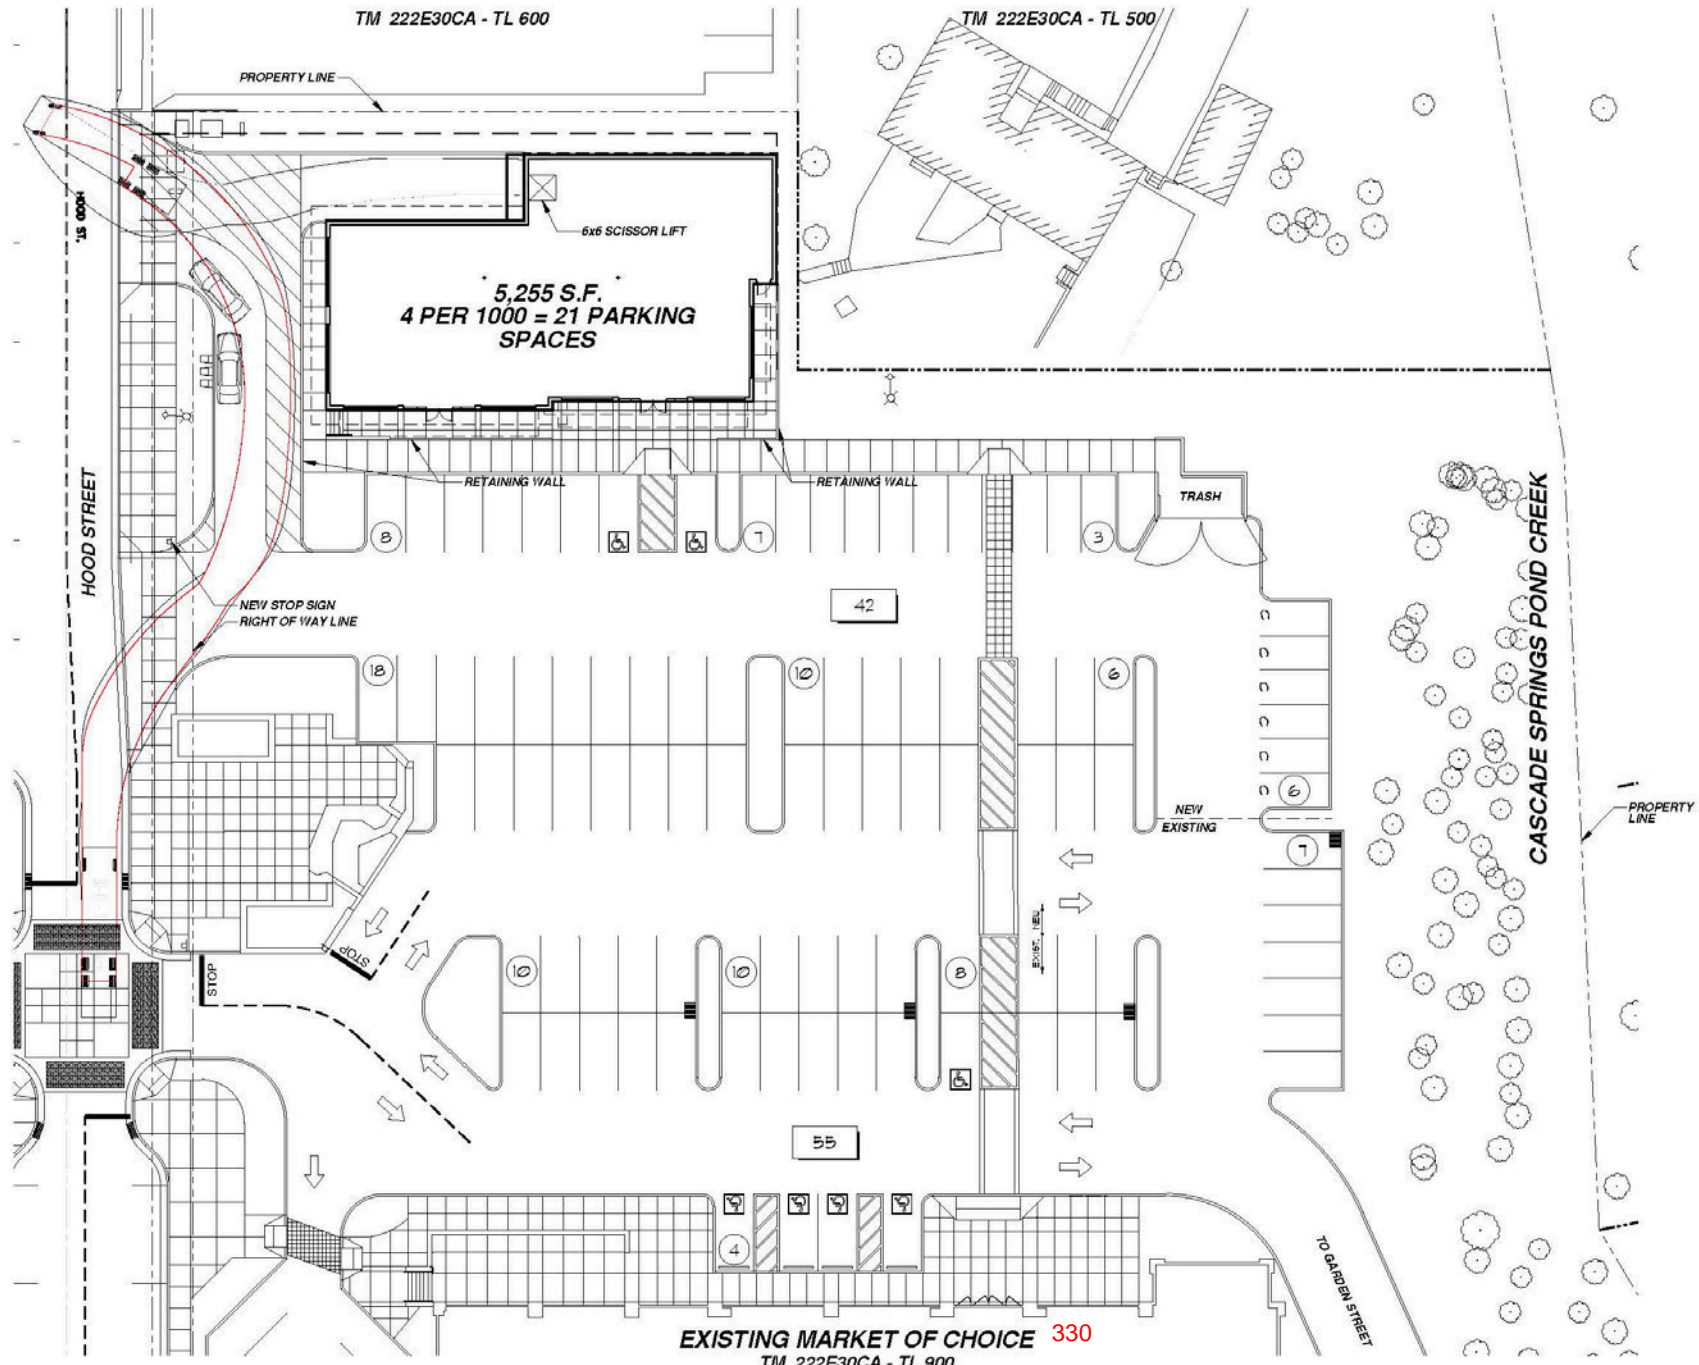 TM 222E30CA - TL 600
TM 222E30CA - TL 500
PROPERTY LINE
HOOD ST.
6x6 SCISSOR LIFT
5,255 S.F.
4 PER 1000 = 21 PARKING
SPACES
HOOD STREET
RETAINING WALL
RETAINING WALL
TRASH
8
7
3
CASCADE SPRINGS POND CREEK
NEW STOP SIGN
RIGHT OF WAY LINE
42
18
10
6
6
NEW
EXISTING
PROPERTY
LINE
7
STOP
STOP
10
10
8
EXIST. NEW
55
4
TO GARDEN STREET
EXISTING MARKET OF CHOICE
330
TM 222E30CA - TL 900